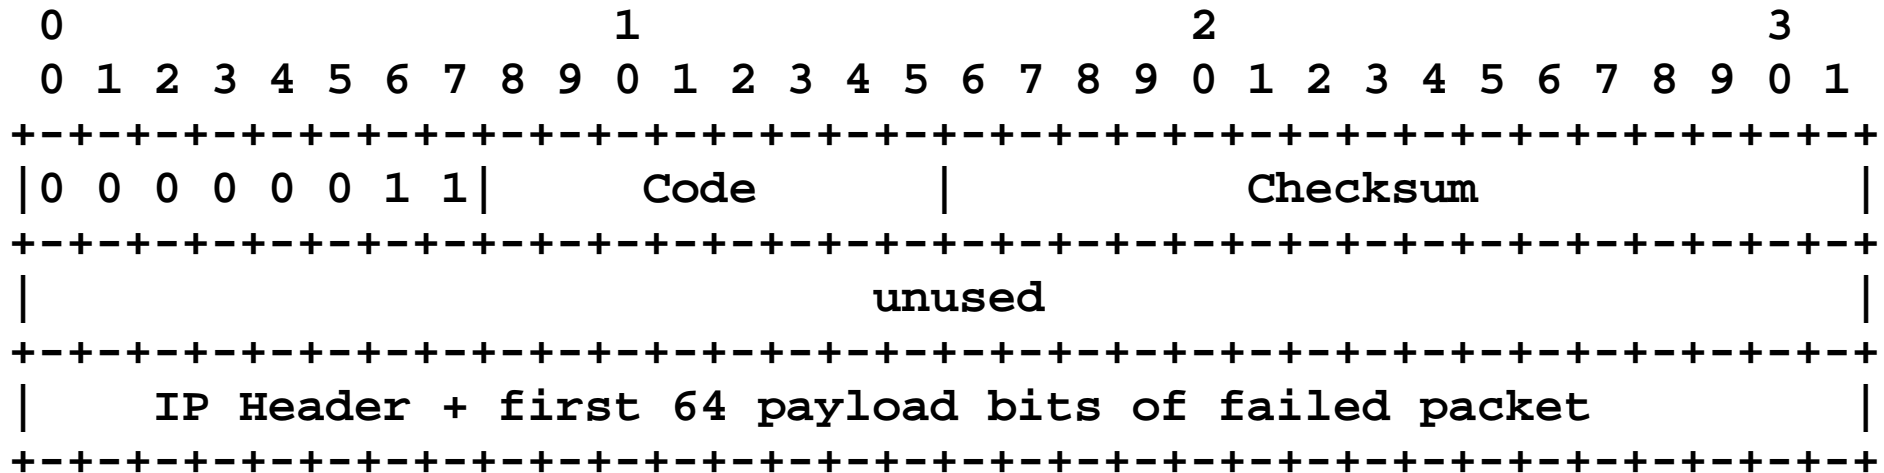 0                   1                   2                   3
 0 1 2 3 4 5 6 7 8 9 0 1 2 3 4 5 6 7 8 9 0 1 2 3 4 5 6 7 8 9 0 1
+-+-+-+-+-+-+-+-+-+-+-+-+-+-+-+-+-+-+-+-+-+-+-+-+-+-+-+-+-+-+-+-+
|0 0 0 0 0 0 1 1|     Code      |          Checksum             |
+-+-+-+-+-+-+-+-+-+-+-+-+-+-+-+-+-+-+-+-+-+-+-+-+-+-+-+-+-+-+-+-+
|                             unused                            |
+-+-+-+-+-+-+-+-+-+-+-+-+-+-+-+-+-+-+-+-+-+-+-+-+-+-+-+-+-+-+-+-+
|    IP Header + first 64 payload bits of failed packet         |
+-+-+-+-+-+-+-+-+-+-+-+-+-+-+-+-+-+-+-+-+-+-+-+-+-+-+-+-+-+-+-+-+